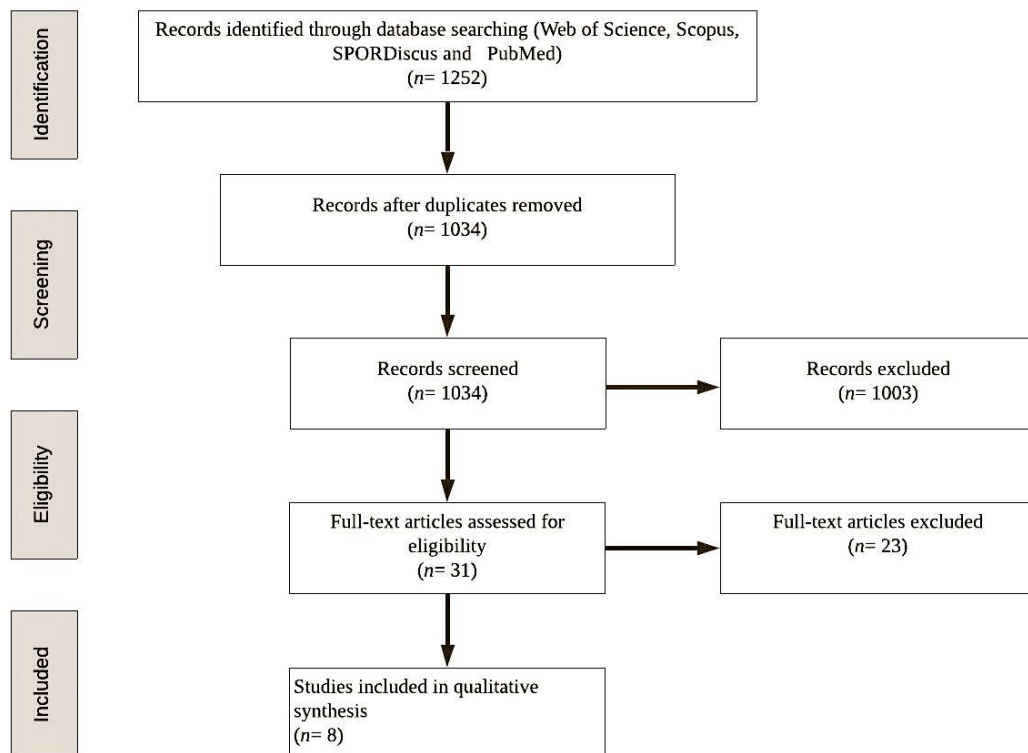 Identification
Records identified through database searching (Web of Science, Scopus,
SPORDiscus and PubMed)
(n= 1252)
Records after duplicates removed
(n= 1034)
Screening
Records screened
(n= 1034)
Records excluded
(n= 1003)
Eligibility
Full-text articles assessed for
eligibility
(n= 31)
Full-text articles excluded
(n= 23)
Included
Studies included in qualitative
synthesis
(n= 8)